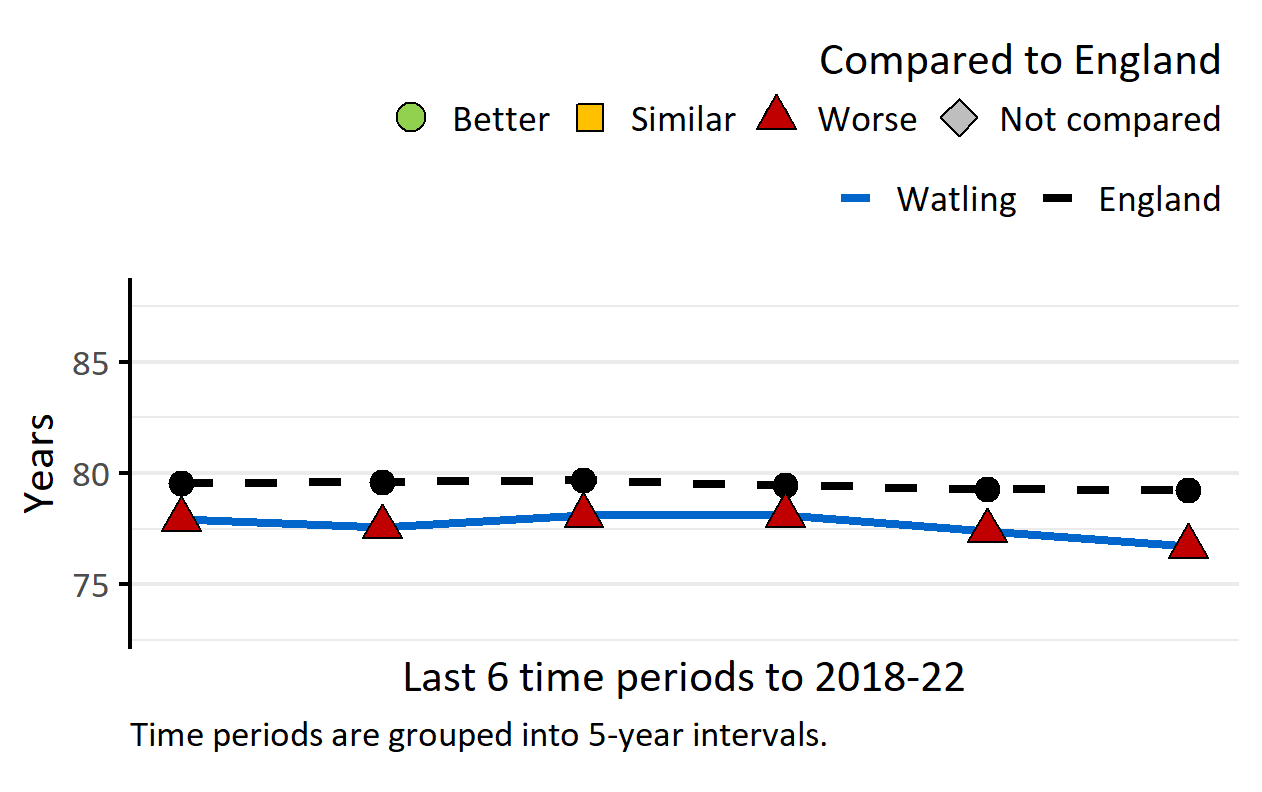 Compared to England
Better Similar Worse Not compared
Watling England
85
80
75
Years
Last 6 time periods to 2018-22
Time periods are grouped into 5-year intervals.